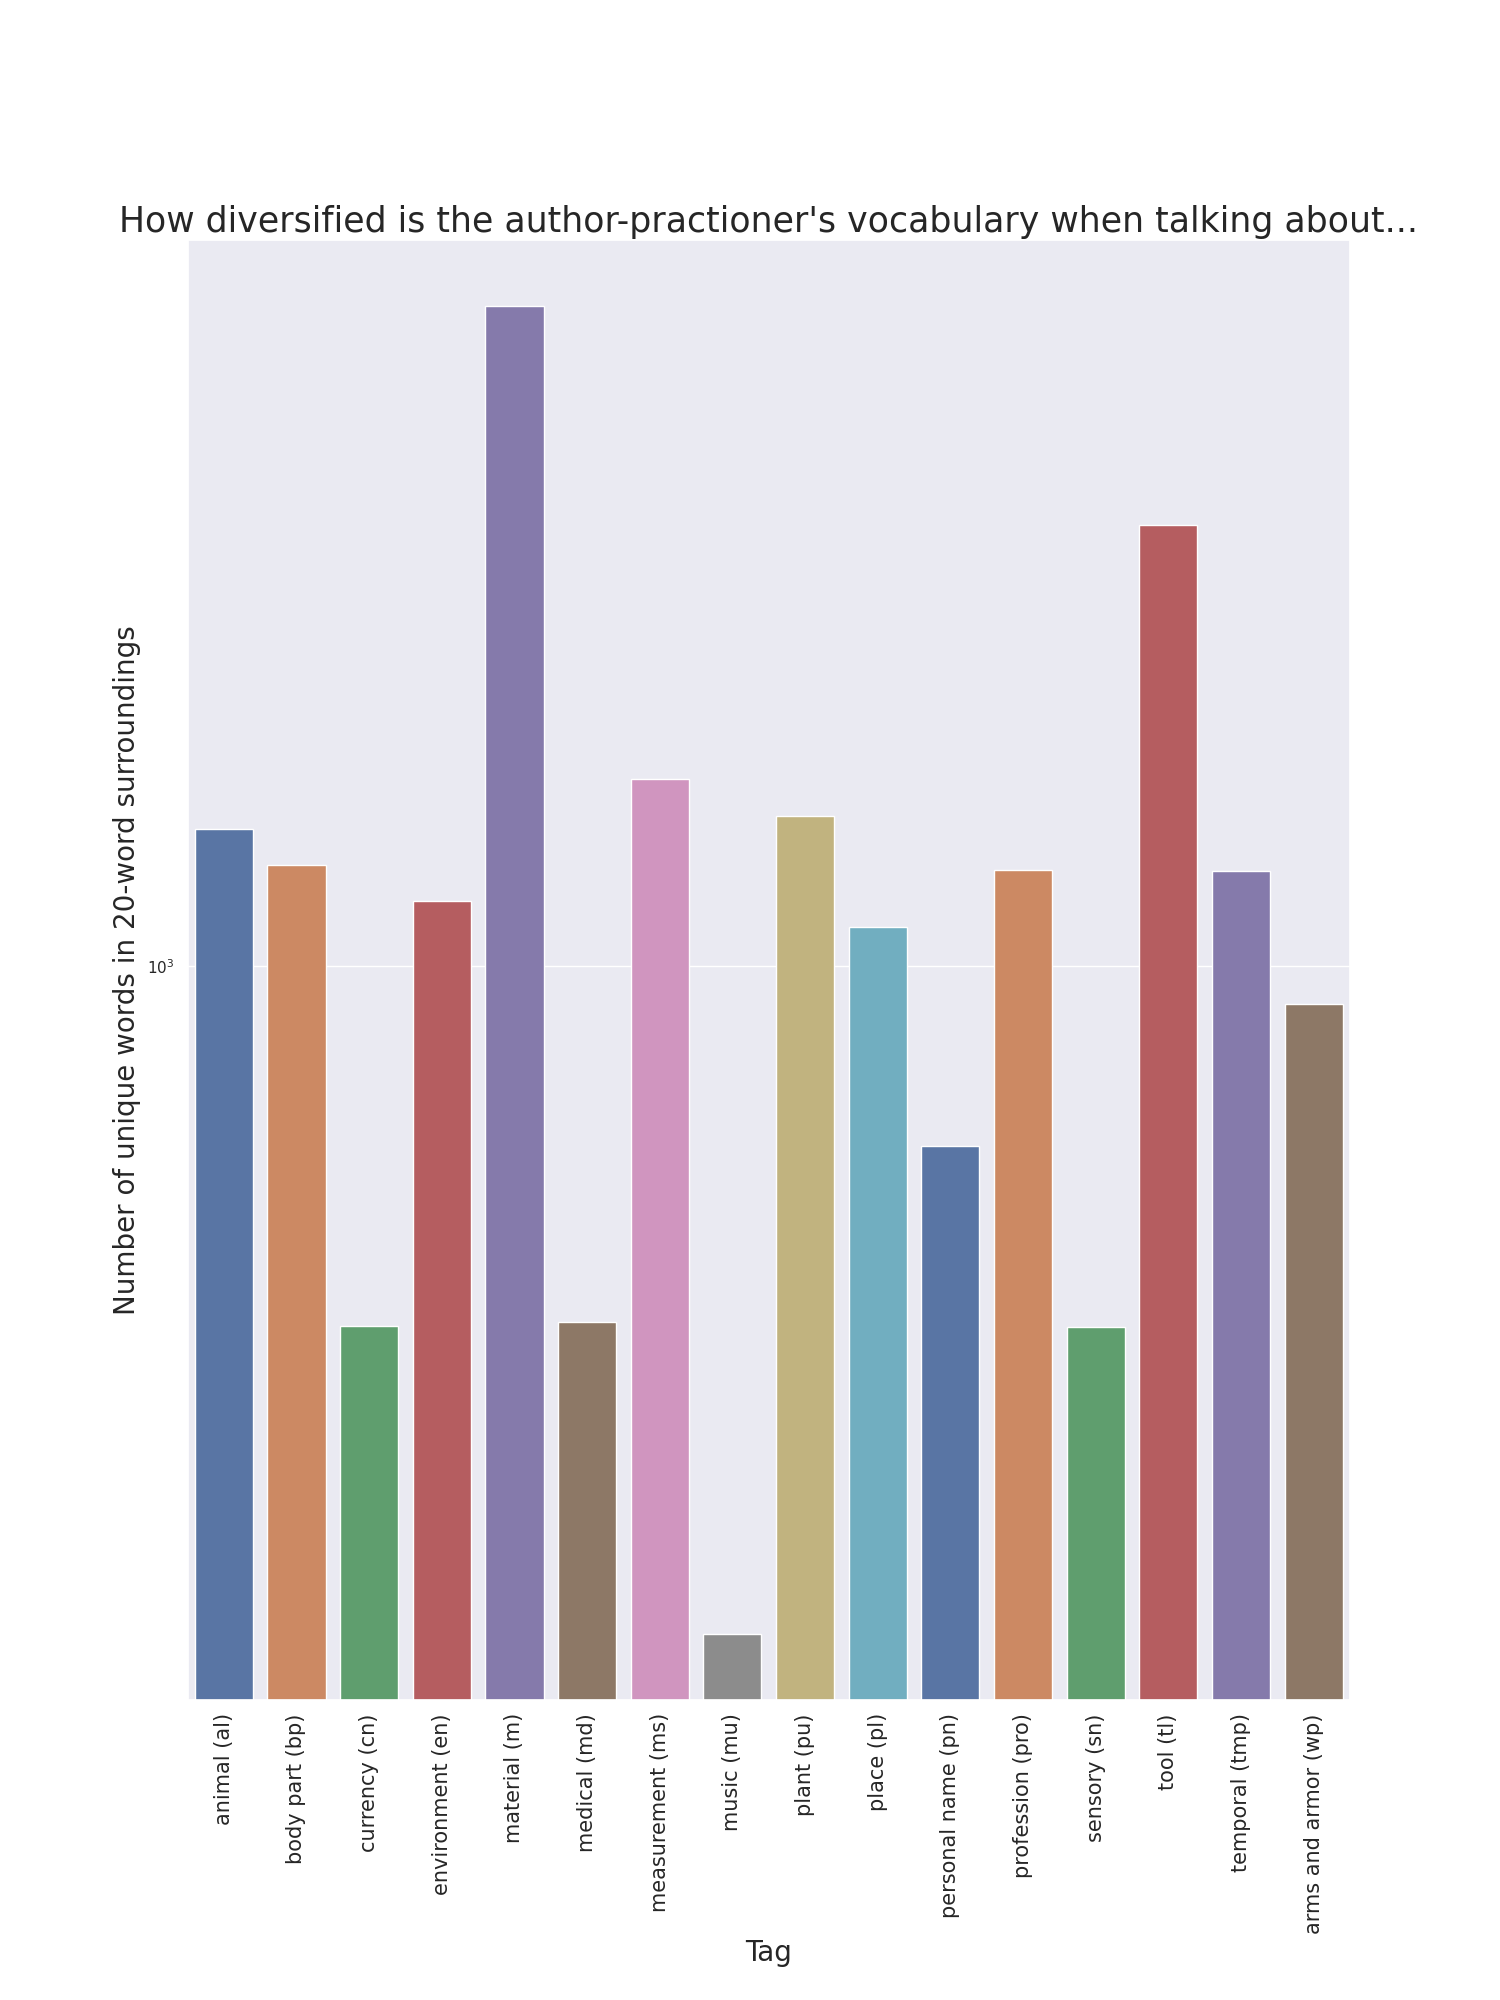 How diversified is the author-practioner's vocabulary when talking about...
Number of unique words in 20-word surroundings
10³
animal (al)
body part (bp)
currency (cn)
environment (en)
material (m)
medical (md)
measurement (ms)
music (mu)
plant (pu)
place (pl)
personal name (pn)
profession (pro)
sensory (sn)
tool (tl)
temporal (tmp)
arms and armor (wp)
Tag